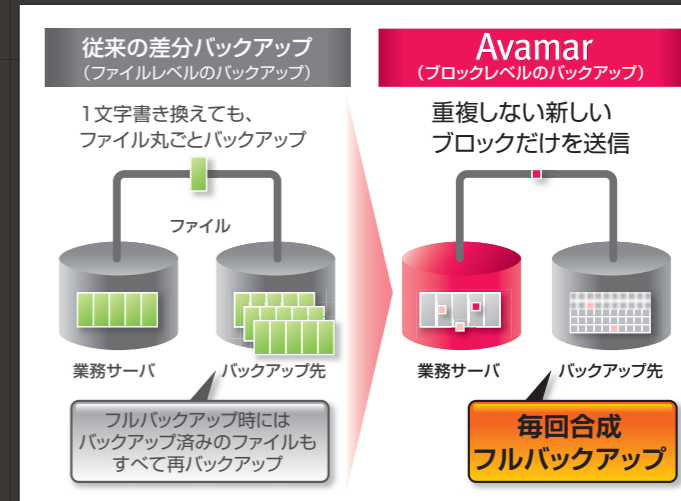 従来の差分バックアップ
（ファイルレベルのバックアップ）
1文字書き換えても、
ファイル丸ごとバックアップ
ファイル
業務サーバ
バックアップ先
フルバックアップ時には
バックアップ済みのファイルも
すべて再バックアップ
Avamar
（ブロックレベルのバックアップ）
重複しない新しい
ブロックだけを送信
業務サーバ
バックアップ先
毎回合成
フルバックアップ